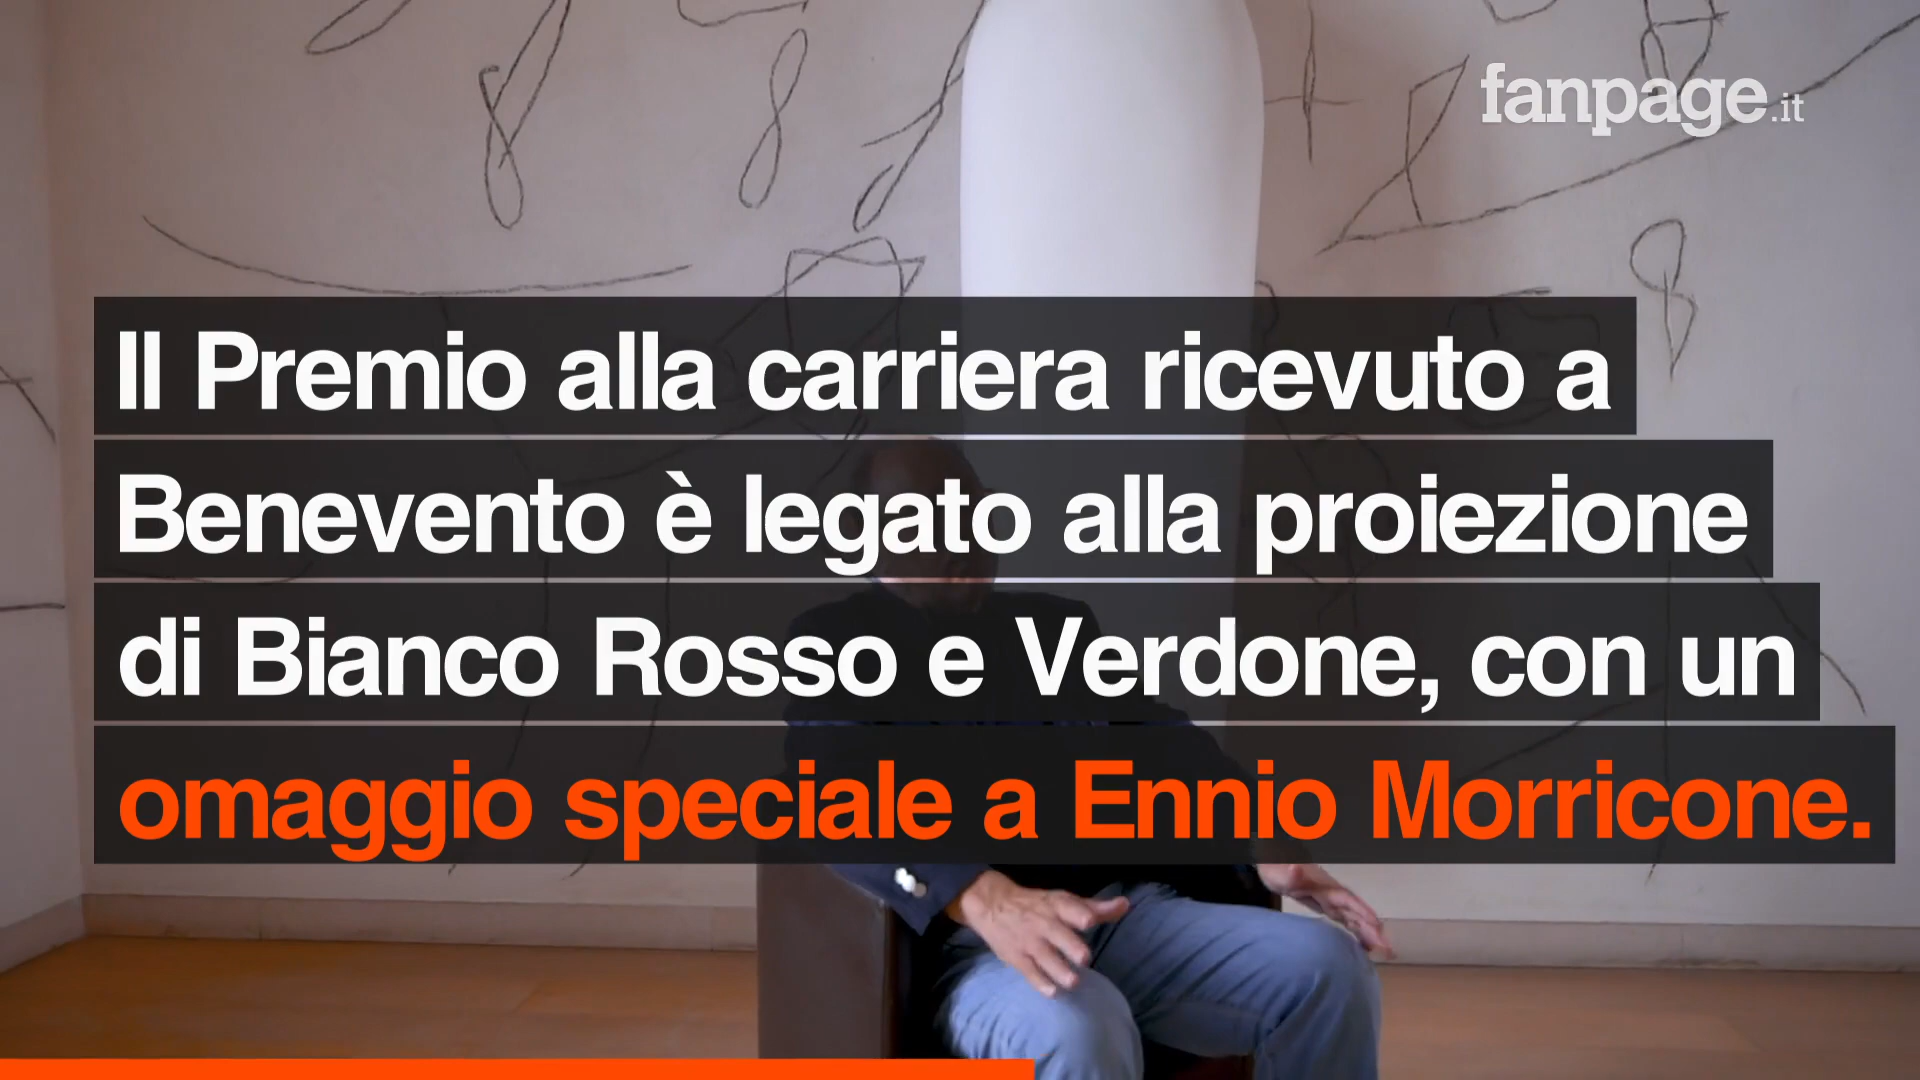 fanpage.it
Il Premio alla carriera ricevuto a
Benevento è legato alla proiezione
di Bianco Rosso e Verdone, con un
omaggio speciale a Ennio Morricone.